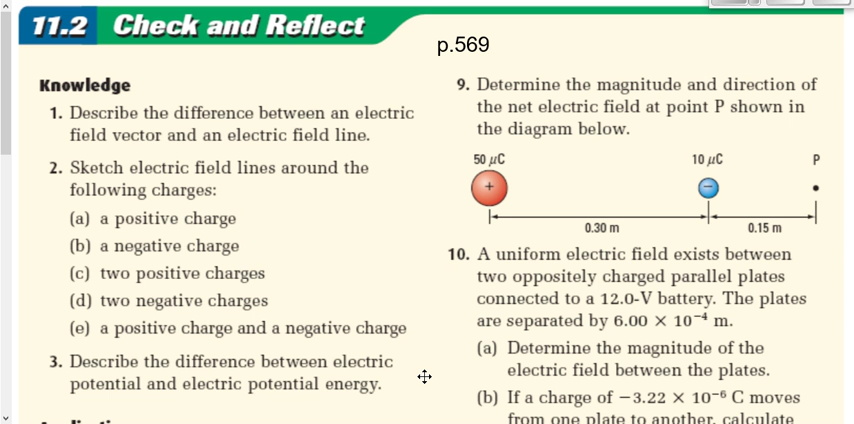 11.2 Check and Reflect
p.569
Knowledge
1. Describe the difference between an electric
field vector and an electric field line.
2. Sketch electric field lines around the
following charges:
(a) a positive charge
(b) a negative charge
(c) two positive charges
(d) two negative charges
(e) a positive charge and a negative charge
3. Describe the difference between electric
potential and electric potential energy.
9. Determine the magnitude and direction of
the net electric field at point P shown in
the diagram below.
50 μC 10 μC P
+ −
0.30 m 0.15 m
10. A uniform electric field exists between
two oppositely charged parallel plates
connected to a 12.0-V battery. The plates
are separated by 6.00 × 10⁻⁴ m.
(a) Determine the magnitude of the
electric field between the plates.
(b) If a charge of −3.22 × 10⁻⁶ C moves
from one plate to another, calculate